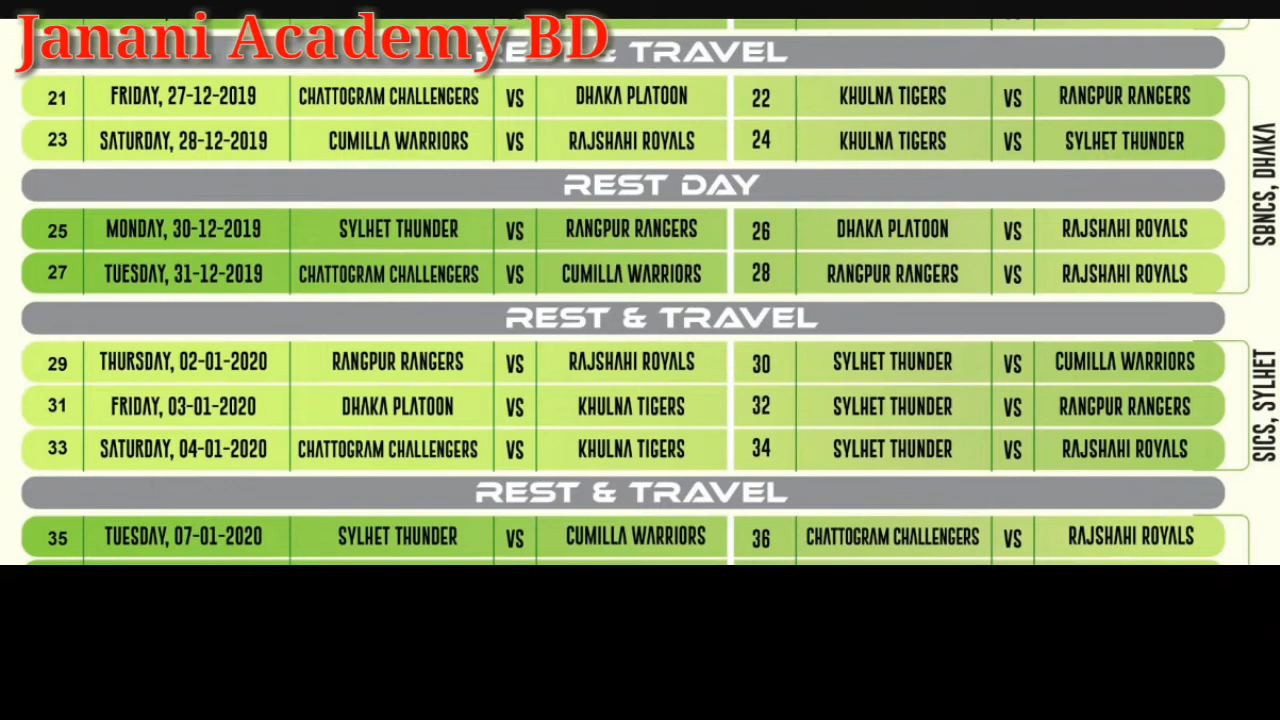 Janani Academy BD
REST & TRAVEL
21 FRIDAY, 27-12-2019 CHATTOGRAM CHALLENGERS VS DHAKA PLATOON 22 KHULNA TIGERS VS RANGPUR RANGERS
23 SATURDAY, 28-12-2019 CUMILLA WARRIORS VS RAJSHAHI ROYALS 24 KHULNA TIGERS VS SYLHET THUNDER
SBNCS, DHAKA
REST DAY
25 MONDAY, 30-12-2019 SYLHET THUNDER VS RANGPUR RANGERS 26 DHAKA PLATOON VS RAJSHAHI ROYALS
27 TUESDAY, 31-12-2019 CHATTOGRAM CHALLENGERS VS CUMILLA WARRIORS 28 RANGPUR RANGERS VS RAJSHAHI ROYALS
REST & TRAVEL
29 THURSDAY, 02-01-2020 RANGPUR RANGERS VS RAJSHAHI ROYALS 30 SYLHET THUNDER VS CUMILLA WARRIORS
31 FRIDAY, 03-01-2020 DHAKA PLATOON VS KHULNA TIGERS 32 SYLHET THUNDER VS RANGPUR RANGERS
33 SATURDAY, 04-01-2020 CHATTOGRAM CHALLENGERS VS KHULNA TIGERS 34 SYLHET THUNDER VS RAJSHAHI ROYALS
SICS, SYLHET
REST & TRAVEL
35 TUESDAY, 07-01-2020 SYLHET THUNDER VS CUMILLA WARRIORS 36 CHATTOGRAM CHALLENGERS VS RAJSHAHI ROYALS